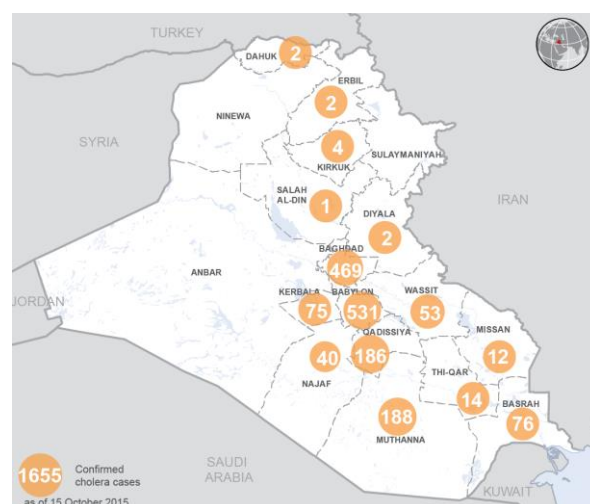 TURKEY
DAHUK
2
ERBIL
2
NINEWA
SYRIA
4
KIRKUK
SULAYMANIYAH
SALAH
AL-DIN
1
IRAN
DIYALA
2
BAGHDAD
469
ANBAR
JORDAN
KERBALA
75
BABYLON
531
WASSIT
53
QADISSIYA
186
MISSAN
12
40
NAJAF
THI-QAR
14
BASRAH
76
188
MUTHANNA
SAUDI
ARABIA
KUWAIT
1655
Confirmed
cholera cases
as of 15 October 2015